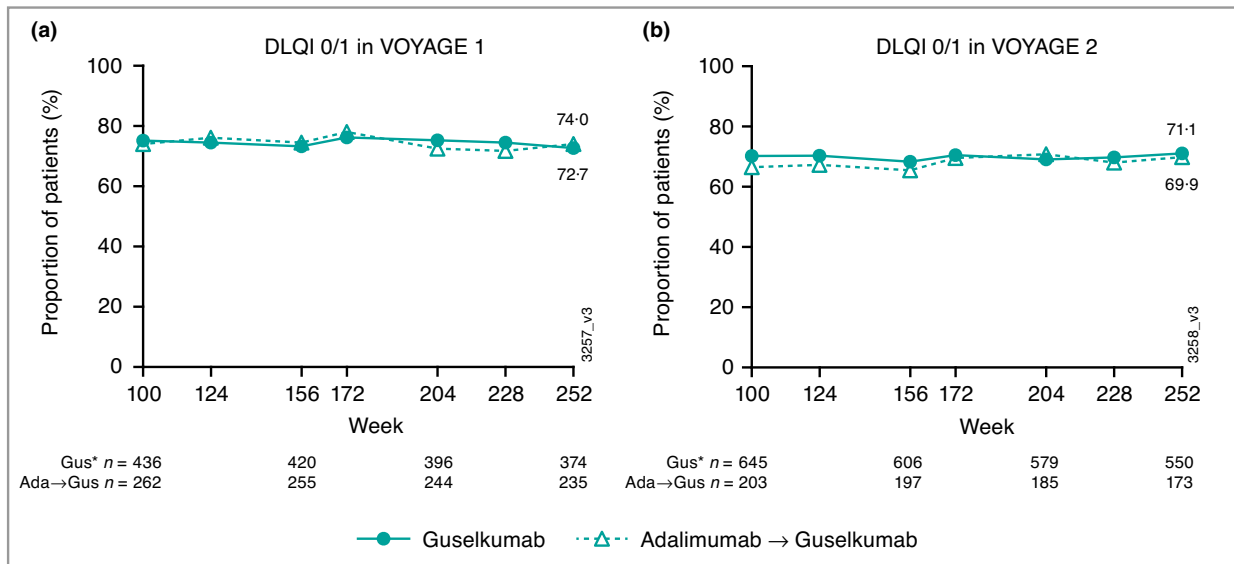 (a)
DLQI 0/1 in VOYAGE 1
Proportion of patients (%)
100
80
60
40
20
0
74·0
72·7
3257_v3
100 124 156 172 204 228 252
Week
Gus* n = 436 420 396 374
Ada→Gus n = 262 255 244 235
(b)
DLQI 0/1 in VOYAGE 2
Proportion of patients (%)
100
80
60
40
20
0
71·1
69·9
3258_v3
100 124 156 172 204 228 252
Week
Gus* n = 645 606 579 550
Ada→Gus n = 203 197 185 173
Guselkumab Adalimumab → Guselkumab